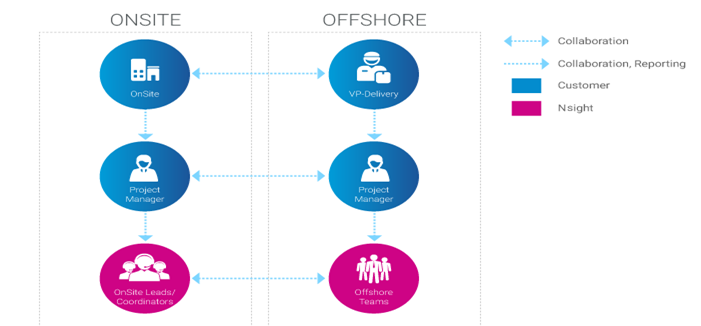 ONSITE
OFFSHORE
Collaboration
Collaboration, Reporting
Customer
Nsight
OnSite
VP-Delivery
Project
Manager
Project
Manager
OnSite Leads/
Coordinators
Offshore
Teams